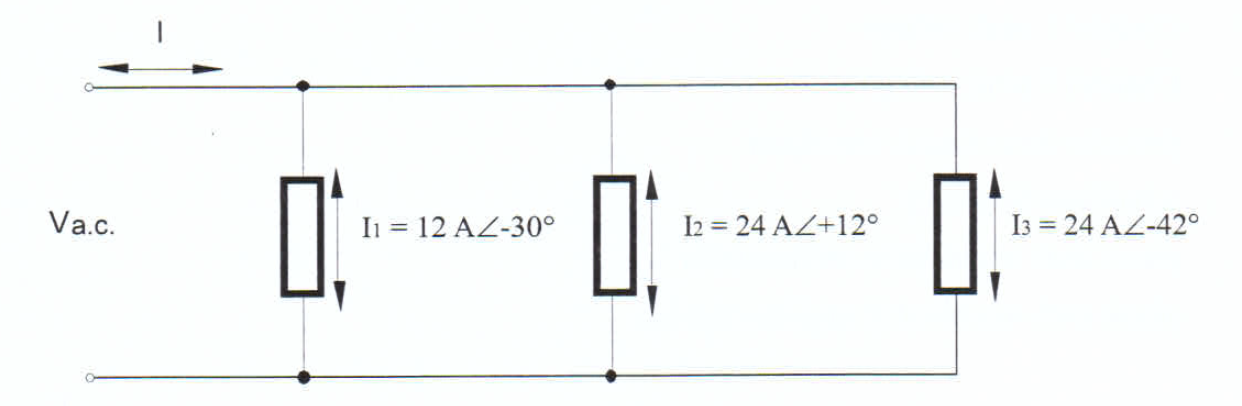 I
Va.c.
I1 = 12 A∠-30°
I2 = 24 A∠+12°
I3 = 24 A∠-42°